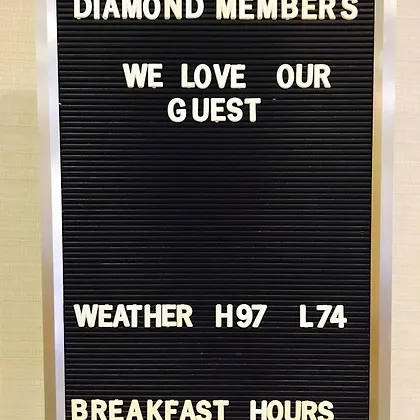 DIAMOND MEMBERS
WE LOVE OUR
GUEST
WEATHER H97 L74
BREAKFAST HOURS